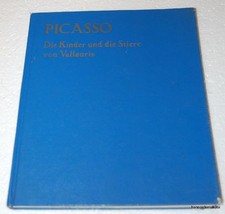 PICASSO
Die Kinder und die Stiere
von Vallauris